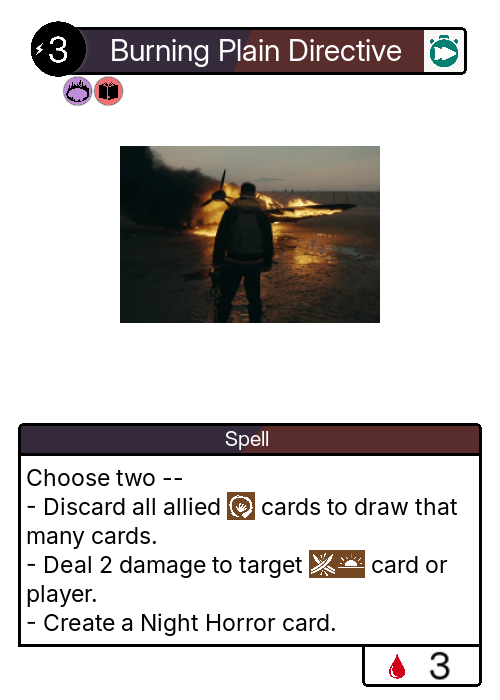 3 Burning Plain Directive
Spell
Choose two --
- Discard all allied cards to draw that
many cards.
- Deal 2 damage to target card or
player.
- Create a Night Horror card.
3